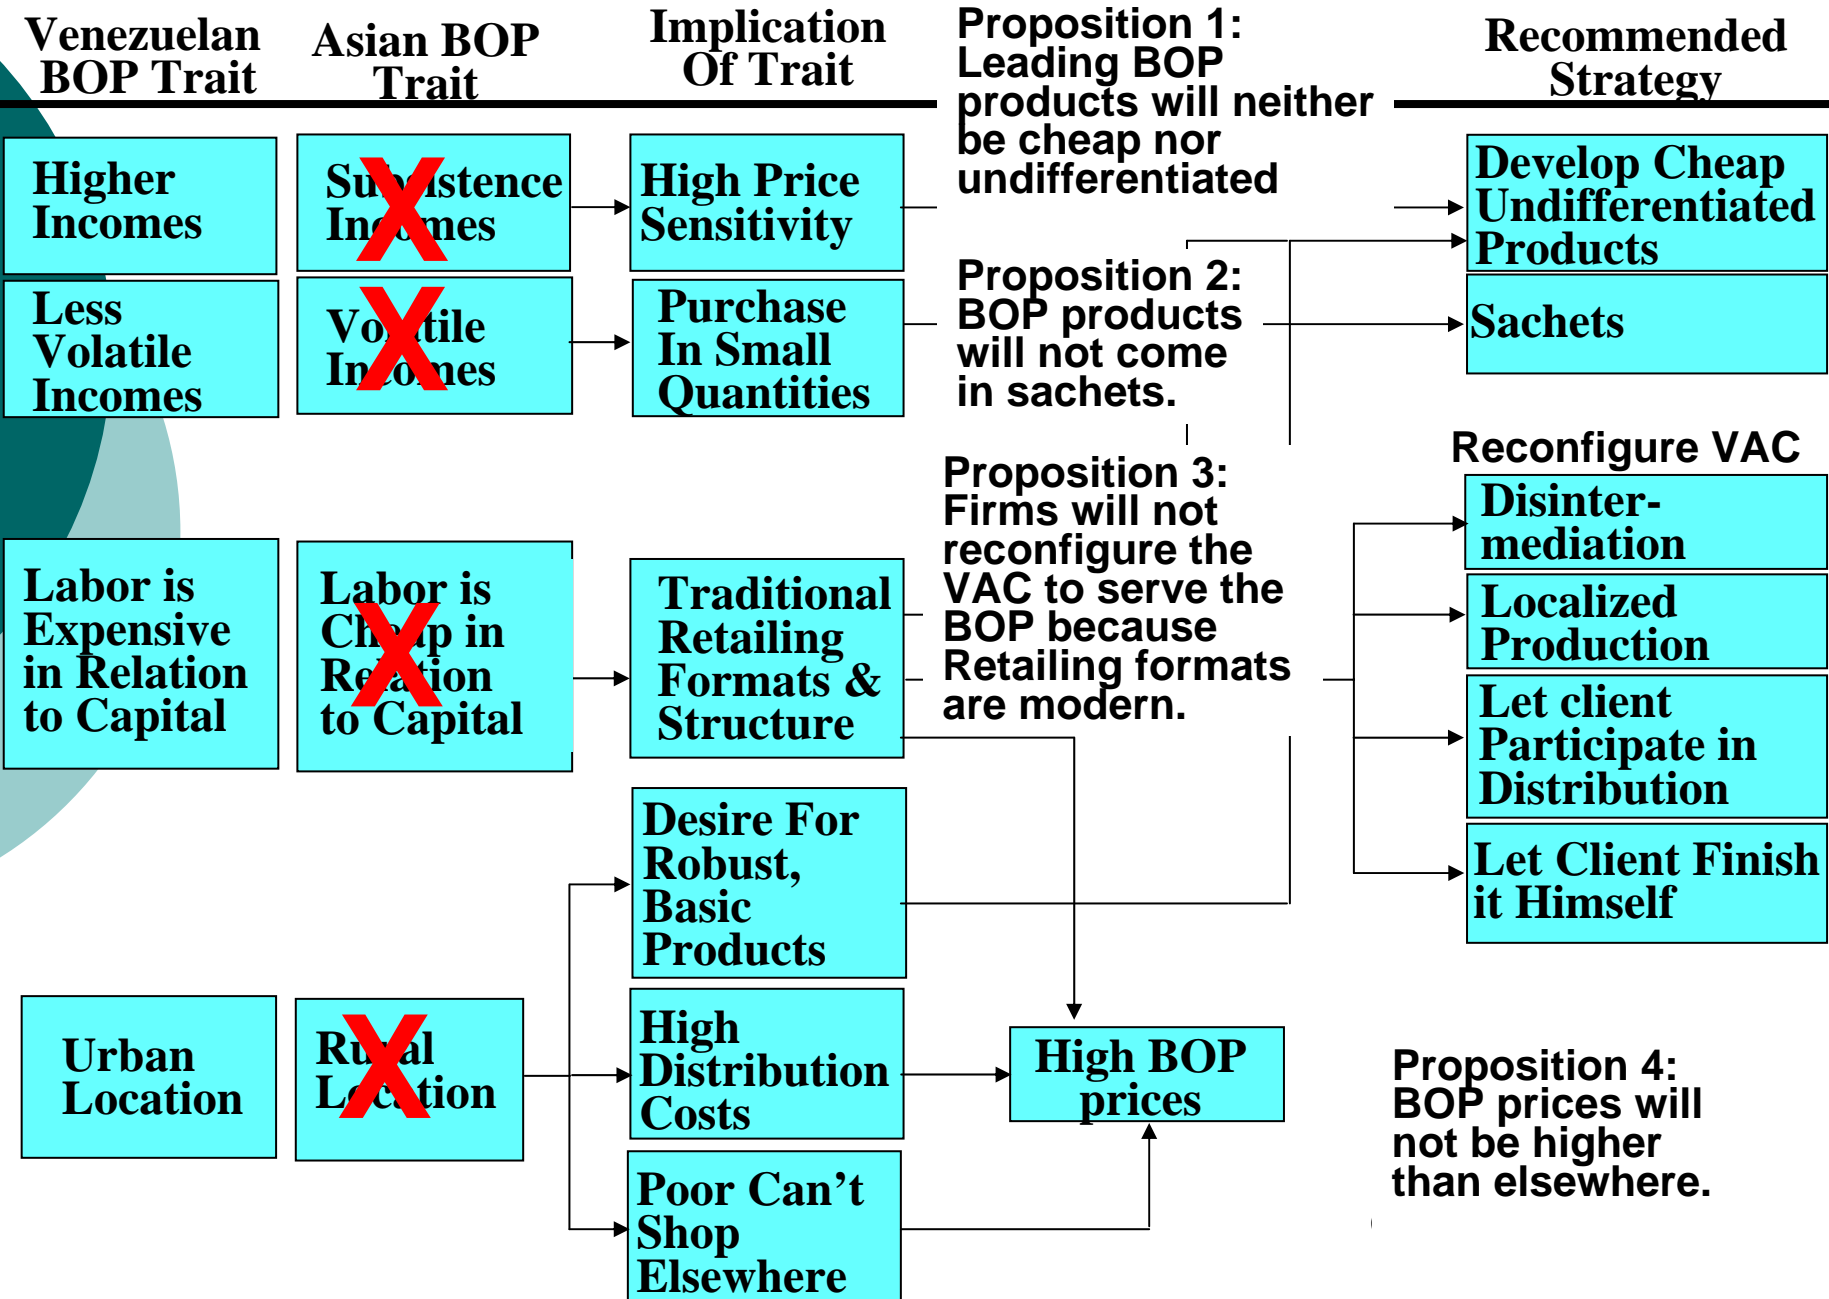 Venezuelan
BOP Trait
Asian BOP
Trait
Implication
Of Trait
Proposition 1:
Leading BOP
products will neither
be cheap nor
undifferentiated
Recommended
Strategy
Higher
Incomes
Subsistence
Incomes
High Price
Sensitivity
Develop Cheap
Undifferentiated
Products
Less
Volatile
Incomes
Volatile
Incomes
Purchase
In Small
Quantities
Proposition 2:
BOP products
will not come
in sachets.
Sachets
Reconfigure VAC
Labor is
Expensive
in Relation
to Capital
Labor is
Cheap in
Relation
to Capital
Traditional
Retailing
Formats &
Structure
Proposition 3:
Firms will not
reconfigure the
VAC to serve the
BOP because
Retailing formats
are modern.
Disinter-
mediation
Localized
Production
Let client
Participate in
Distribution
Let Client Finish
it Himself
Desire For
Robust,
Basic
Products
Urban
Location
Rural
Location
High
Distribution
Costs
High BOP
prices
Proposition 4:
BOP prices will
not be higher
than elsewhere.
Poor Can’t
Shop
Elsewhere